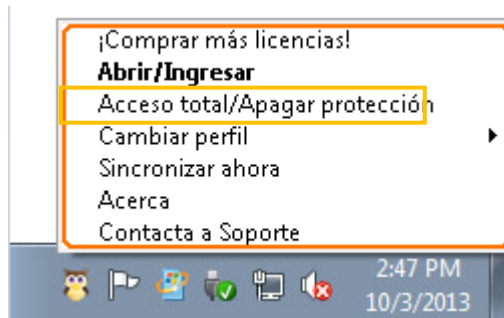 ¡Comprar más licencias!
Abrir/Ingresar
Acceso total/Apagar protección
Cambiar perfil
Sincronizar ahora
Acerca
Contacta a Soporte
2:47 PM
10/3/2013